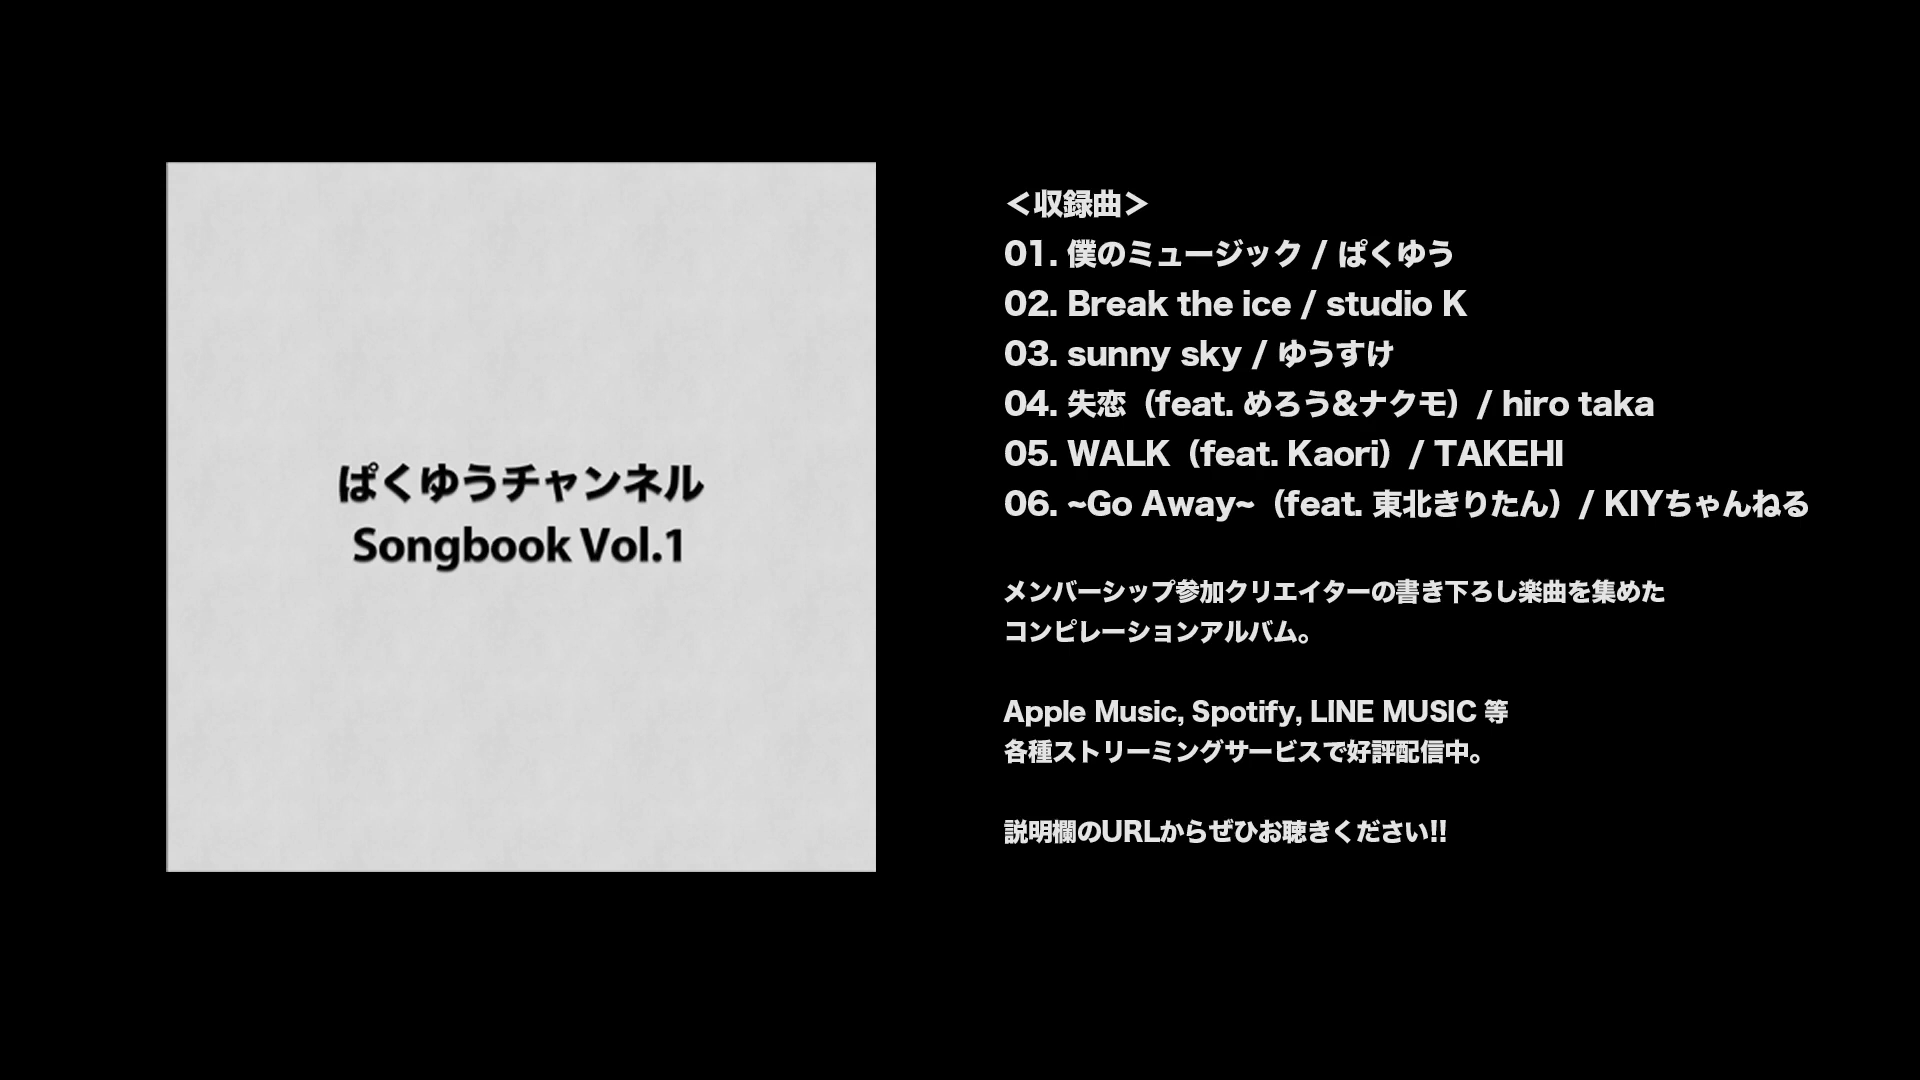 ぱくゆうチャンネル
Songbook Vol.1
＜収録曲＞
01. 僕のミュージック / ぱくゆう
02. Break the ice / studio K
03. sunny sky / ゆうすけ
04. 失恋（feat. めろう&ナクモ）/ hiro taka
05. WALK（feat. Kaori）/ TAKEHI
06. ~Go Away~（feat. 東北きりたん）/ KIYちゃんねる
メンバーシップ参加クリエイターの書き下ろし楽曲を集めた
コンピレーションアルバム。
Apple Music, Spotify, LINE MUSIC 等
各種ストリーミングサービスで好評配信中。
説明欄のURLからぜひお聴きください!!